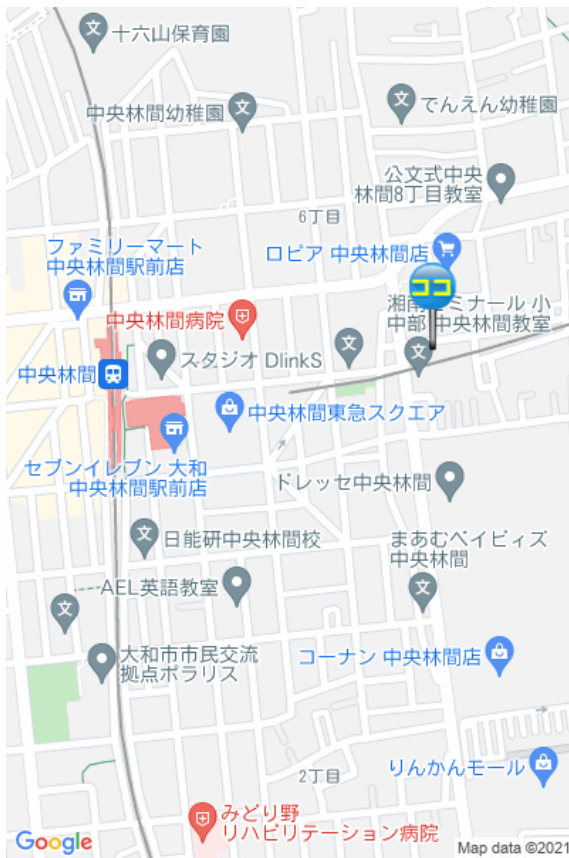 十六山保育園
中央林間幼稚園
でんえん幼稚園
公文式中央
林間8丁目教室
6丁目
ファミリーマート
中央林間駅前店
ロピア 中央林間店
ココ
中央林間病院
小
中部 中央林間教室
スタジオ DlinkS
中央林間
中央林間東急スクエア
セブンイレブン 大和
中央林間駅前店
ドレッセ中央林間
日能研中央林間校
まあむベイビィズ
中央林間
AEL英語教室
大和市市民交流
拠点ポラリス
コーナン 中央林間店
りんかんモール
2丁目
みどり野
リハビリテーション病院
Google
Map data ©2021